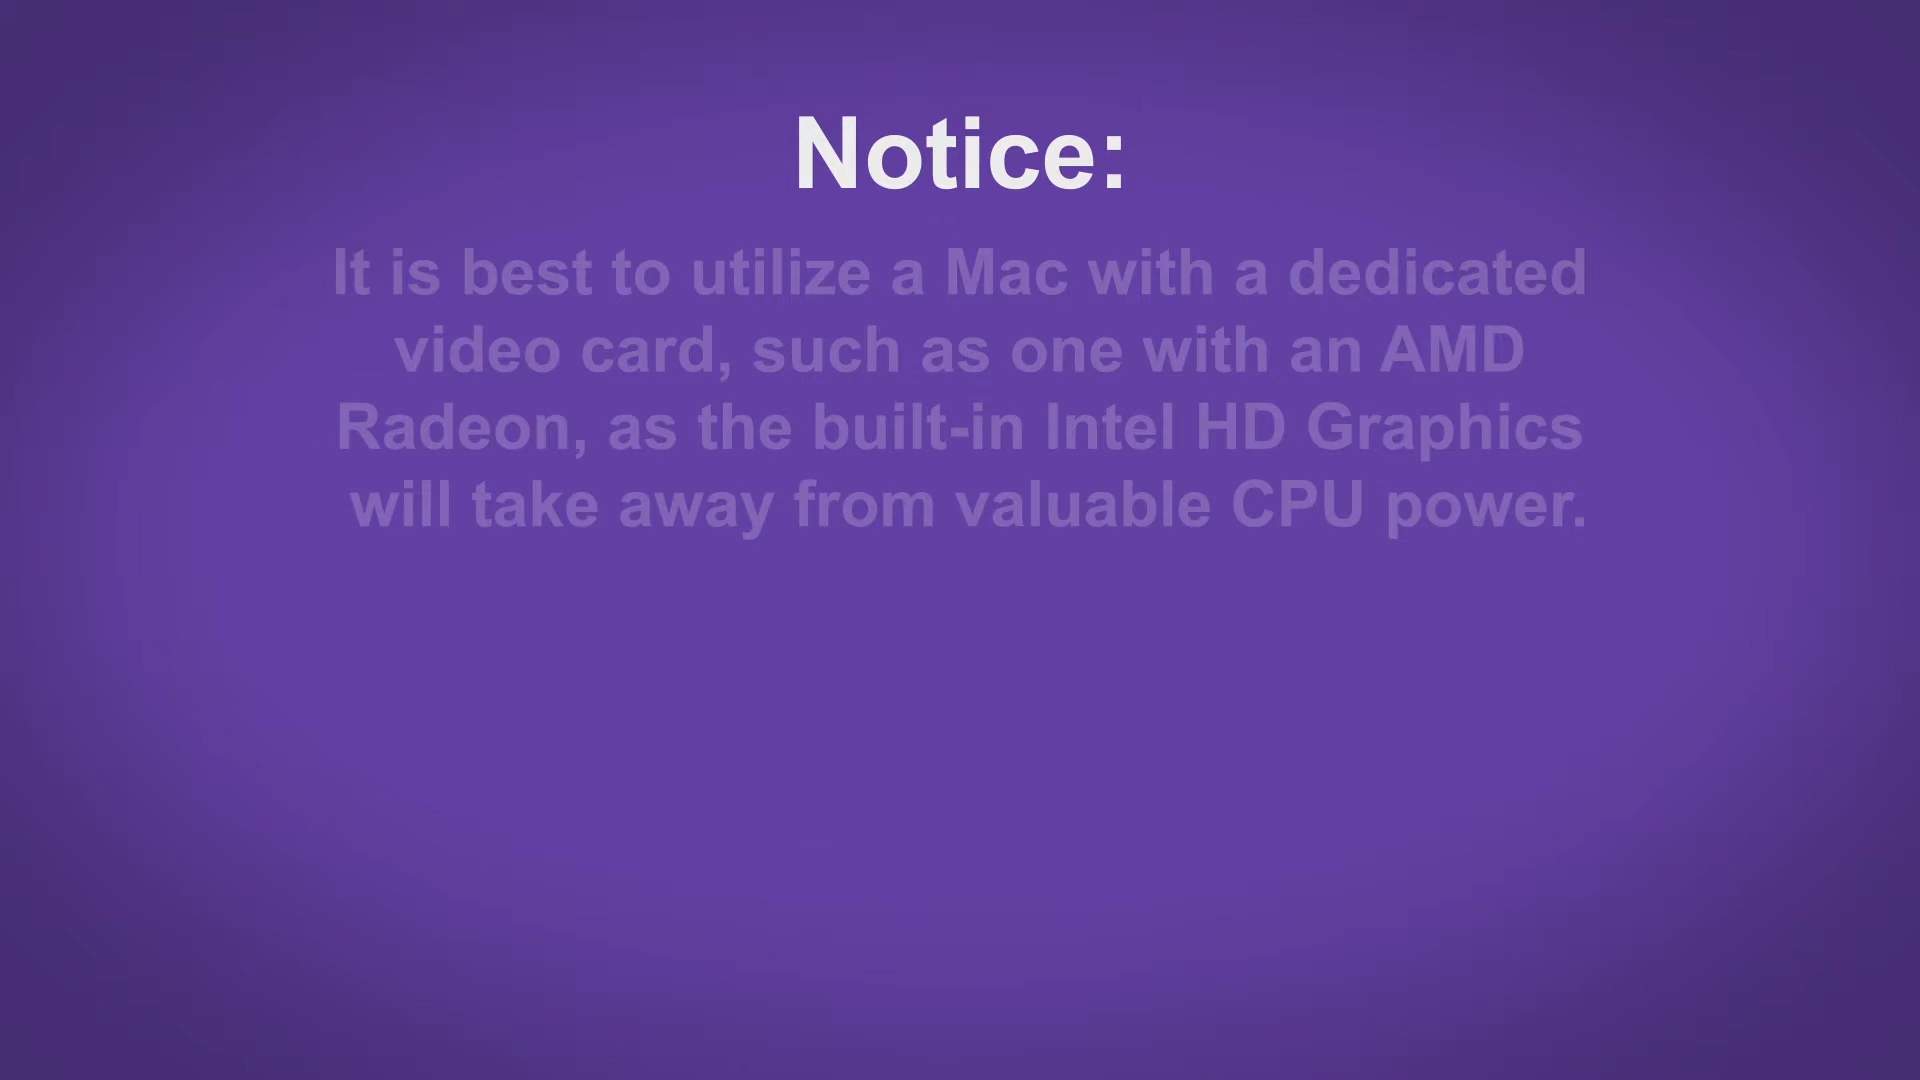 Notice:
It is best to utilize a Mac with a dedicated
video card, such as one with an AMD
Radeon, as the built-in Intel HD Graphics
will take away from valuable CPU power.